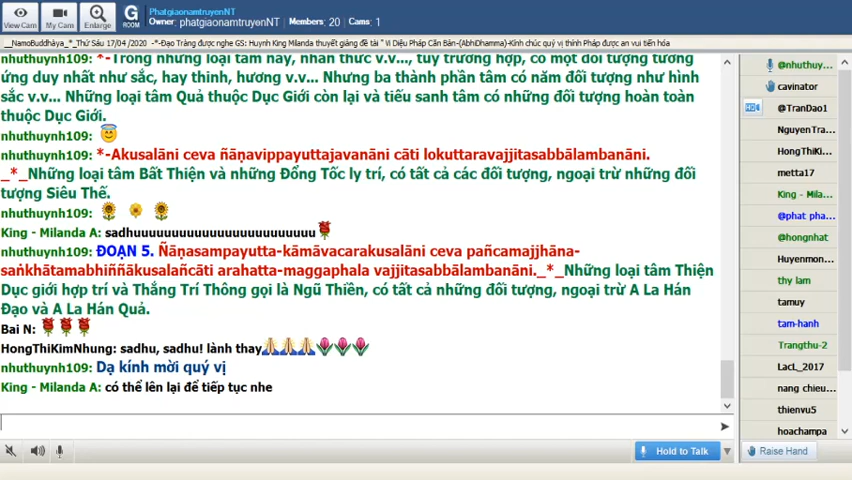 View Cam
My Cam
Enlarge
G
ROOM
PhatgiaonamtruyenNT
Owner: phatgiaonamtruyenNT
Members: 20
Cams: 1
__NamoBuddhàya_*_Thứ Sáu 17/04 /2020 -*-Đạo Tràng được nghe GS: Huynh King Milanda thuyết giảng đề tài " Vi Diệu Pháp Căn Bản-(AbhiDhamma)-Kính chúc quý vị thính Pháp được an vui tiến hóa
nhuthuynh109: *-Trong những loại tâm này, nhãn thức v.v..., tùy trường hợp, có một đối tượng tương
ứng duy nhất như sắc, hay thinh, hương v.v... Nhưng ba thành phần tâm có năm đối tượng như hình
sắc v.v... Những loại tâm Quả thuộc Dục Giới còn lại và tiếu sanh tâm có những đối tượng hoàn toàn
thuộc Dục Giới.
nhuthuynh109:
nhuthuynh109: *-Akusalāni ceva ñāṇavippayuttajavanāni cāti lokuttaravajjitasabbālambanāni.
_*_Những loại tâm Bất Thiện và những Đổng Tốc ly trí, có tất cả các đối tượng, ngoại trừ những đối
tượng Siêu Thế.
nhuthuynh109:
King - Milanda A: sadhuuuuuuuuuuuuuuuuuuuuuuuuu
nhuthuynh109: ĐOẠN 5. Ñāṇasampayutta-kāmāvacarakusalāni ceva pañcamajjhāna-
saṅkhātamabhiññākusalañcāti arahatta-maggaphala vajjitasabbālambanāni._*_Những loại tâm Thiện
Dục giới hợp trí và Thắng Trí Thông gọi là Ngũ Thiền, có tất cả những đối tượng, ngoại trừ A La Hán
Đạo và A La Hán Quả.
Bai N:
HongThiKimNhung: sadhu, sadhu! lành thay
nhuthuynh109: Dạ kính mời quý vị
King - Milanda A: có thể lên lại để tiếp tục nhe
Hold to Talk
@nhuthuy...
cavinator
@TranDao1
NguyenTra...
HongThiKi...
metta17
King - Mila...
@phat pha...
@hongnhat
Huyenmon...
thy lam
tamuy
tam-hanh
Trangthu-2
LacL_2017
nang chieu...
thienvu5
hoachampa
Raise Hand